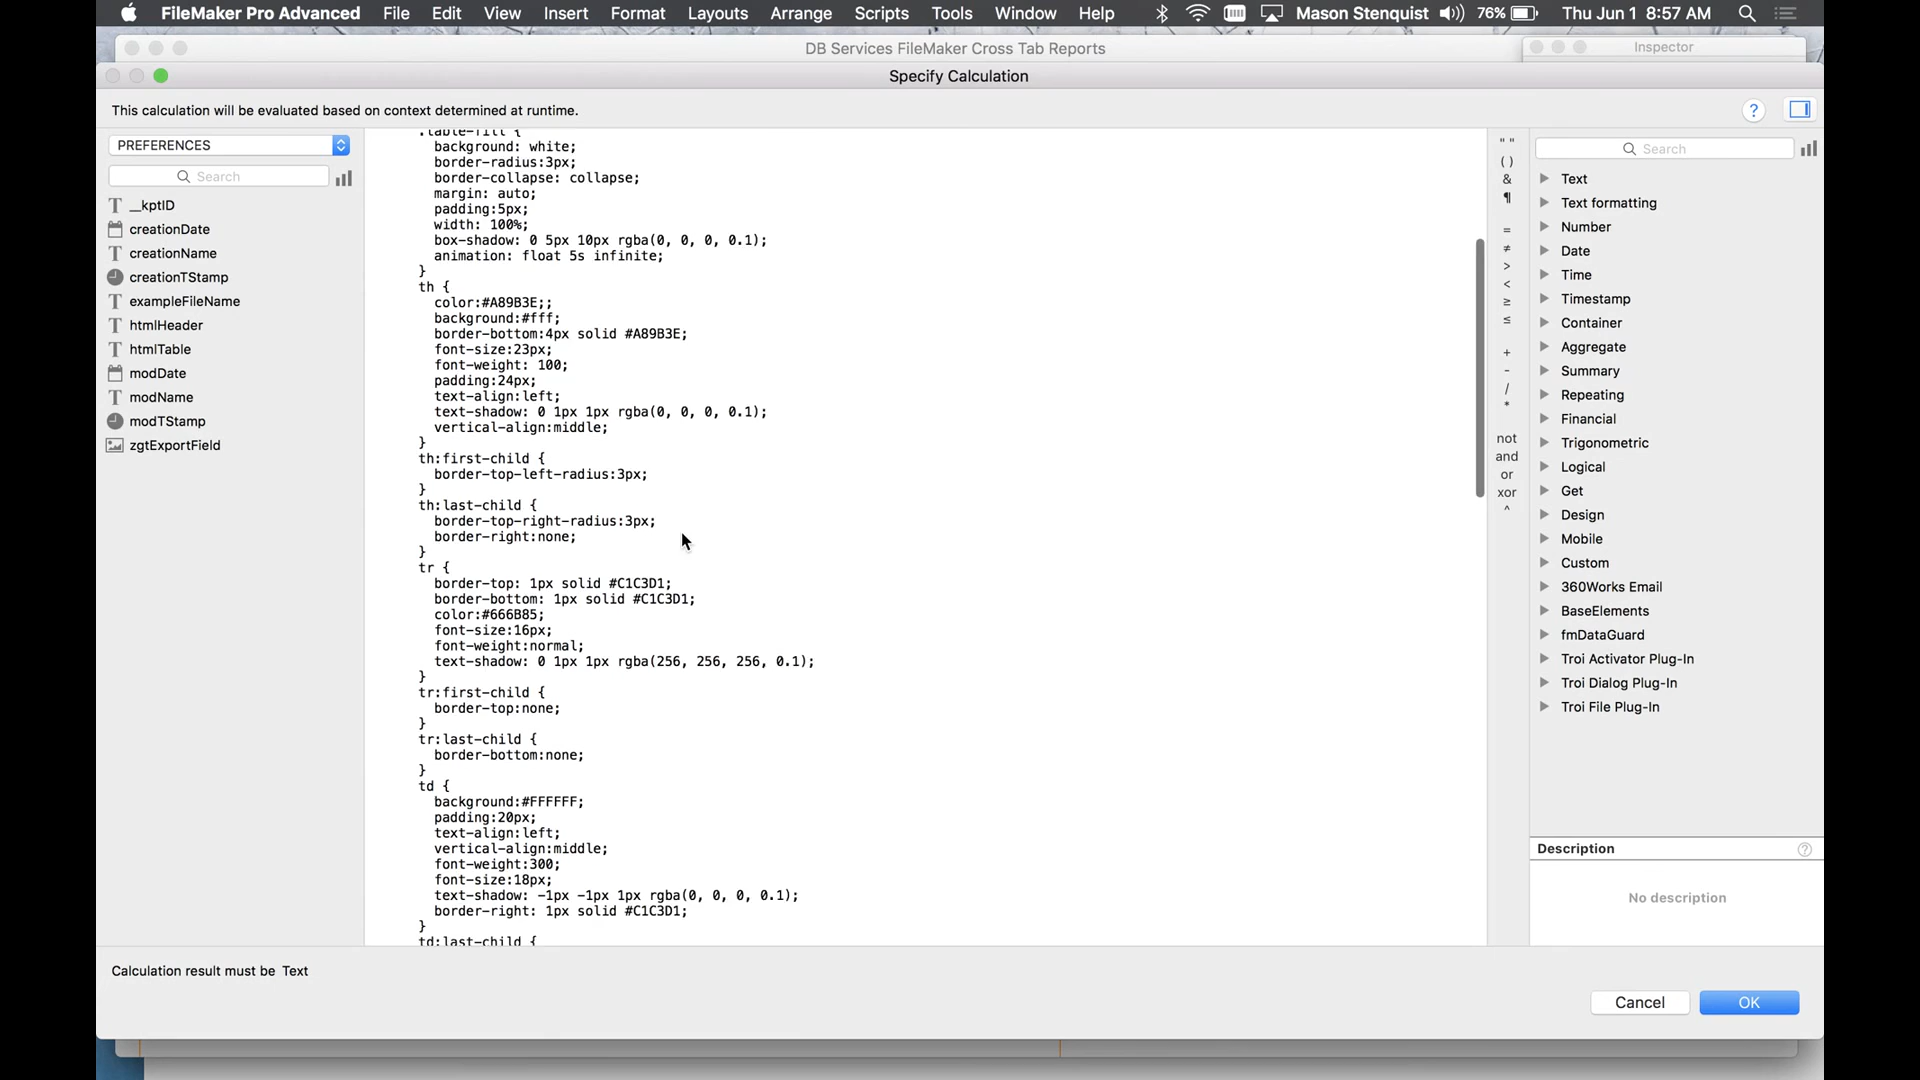 FileMaker Pro Advanced File Edit View Insert Format Layouts Arrange Scripts Tools Window Help Mason Stenquist 76% Thu Jun 1 8:57 AM
DB Services FileMaker Cross Tab Reports
Inspector
Specify Calculation
This calculation will be evaluated based on context determined at runtime.
?
PREFERENCES
Search
__kptID
creationDate
creationName
creationTStamp
exampleFileName
htmlHeader
htmlTable
modDate
modName
modTStamp
zgtExportField
.table-fill {
background: white;
border-radius:3px;
border-collapse: collapse;
margin: auto;
padding:5px;
width: 100%;
box-shadow: 0 5px 10px rgba(0, 0, 0, 0.1);
animation: float 5s infinite;
}
th {
color:#A89B3E;;
background:#fff;
border-bottom:4px solid #A89B3E;
font-size:23px;
font-weight: 100;
padding:24px;
text-align:left;
text-shadow: 0 1px 1px rgba(0, 0, 0, 0.1);
vertical-align:middle;
}
th:first-child {
border-top-left-radius:3px;
}
th:last-child {
border-top-right-radius:3px;
border-right:none;
}
tr {
border-top: 1px solid #C1C3D1;
border-bottom: 1px solid #C1C3D1;
color:#666B85;
font-size:16px;
font-weight:normal;
text-shadow: 0 1px 1px rgba(256, 256, 256, 0.1);
}
tr:first-child {
border-top:none;
}
tr:last-child {
border-bottom:none;
}
td {
background:#FFFFFF;
padding:20px;
text-align:left;
vertical-align:middle;
font-weight:300;
font-size:18px;
text-shadow: -1px -1px 1px rgba(0, 0, 0, 0.1);
border-right: 1px solid #C1C3D1;
}
td:last-child {
" "
( )
&
¶
=
≠
>
<
≥
≤
+
-
/
*
not
and
or
xor
^
Search
Text
Text formatting
Number
Date
Time
Timestamp
Container
Aggregate
Summary
Repeating
Financial
Trigonometric
Logical
Get
Design
Mobile
Custom
360Works Email
BaseElements
fmDataGuard
Troi Activator Plug-In
Troi Dialog Plug-In
Troi File Plug-In
Description
?
No description
Calculation result must be Text
Cancel
OK